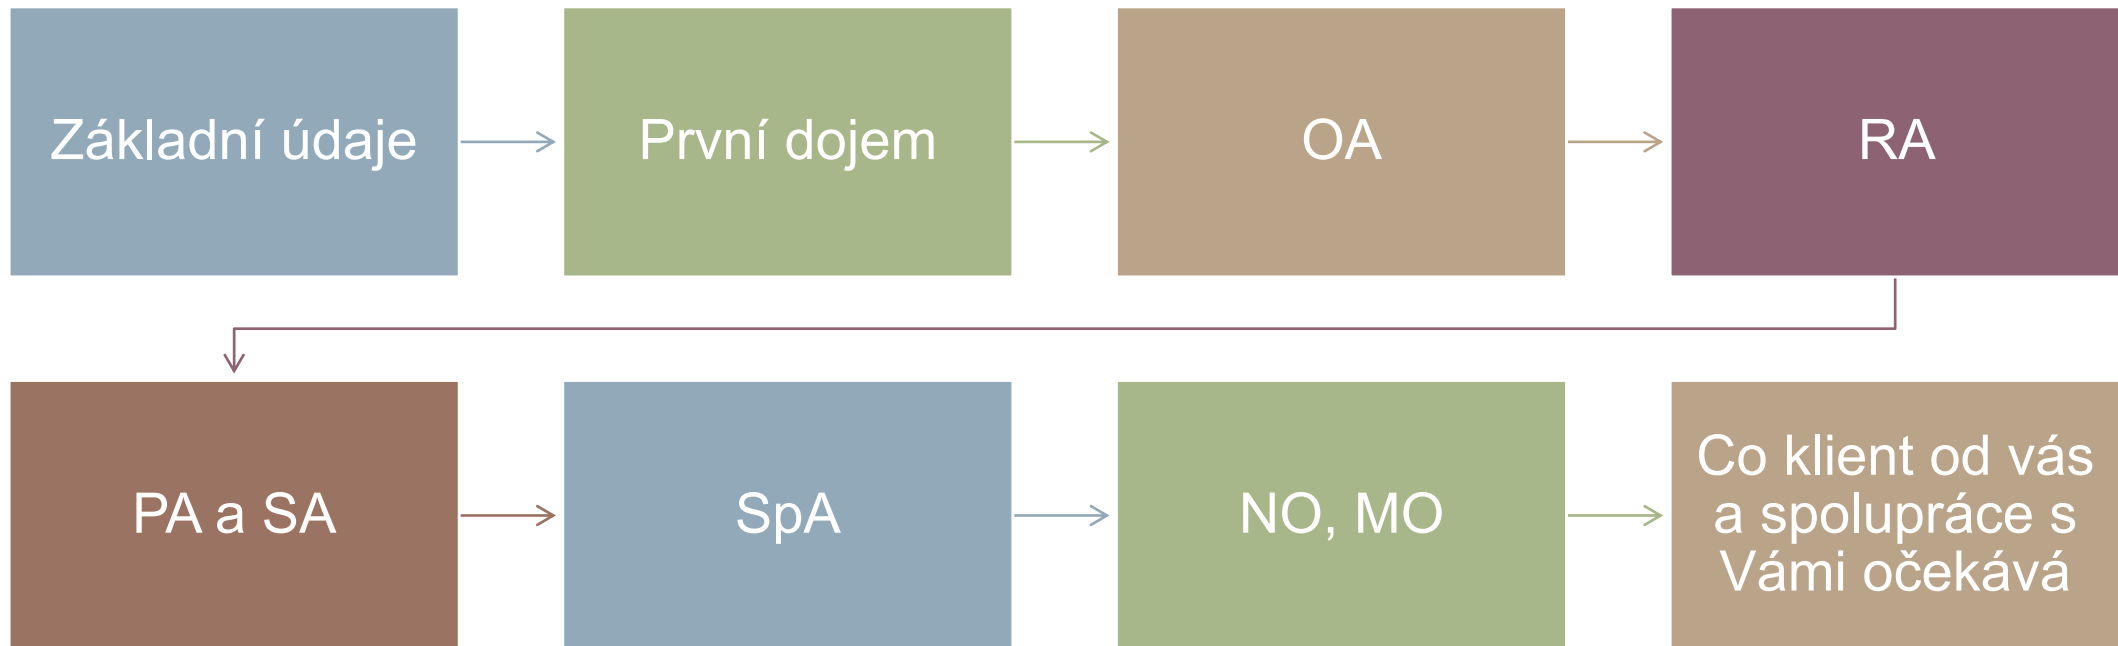 Základní údaje
První dojem
OA
RA
PA a SA
SpA
NO, MO
Co klient od vás
a spolupráce s
Vámi očekává